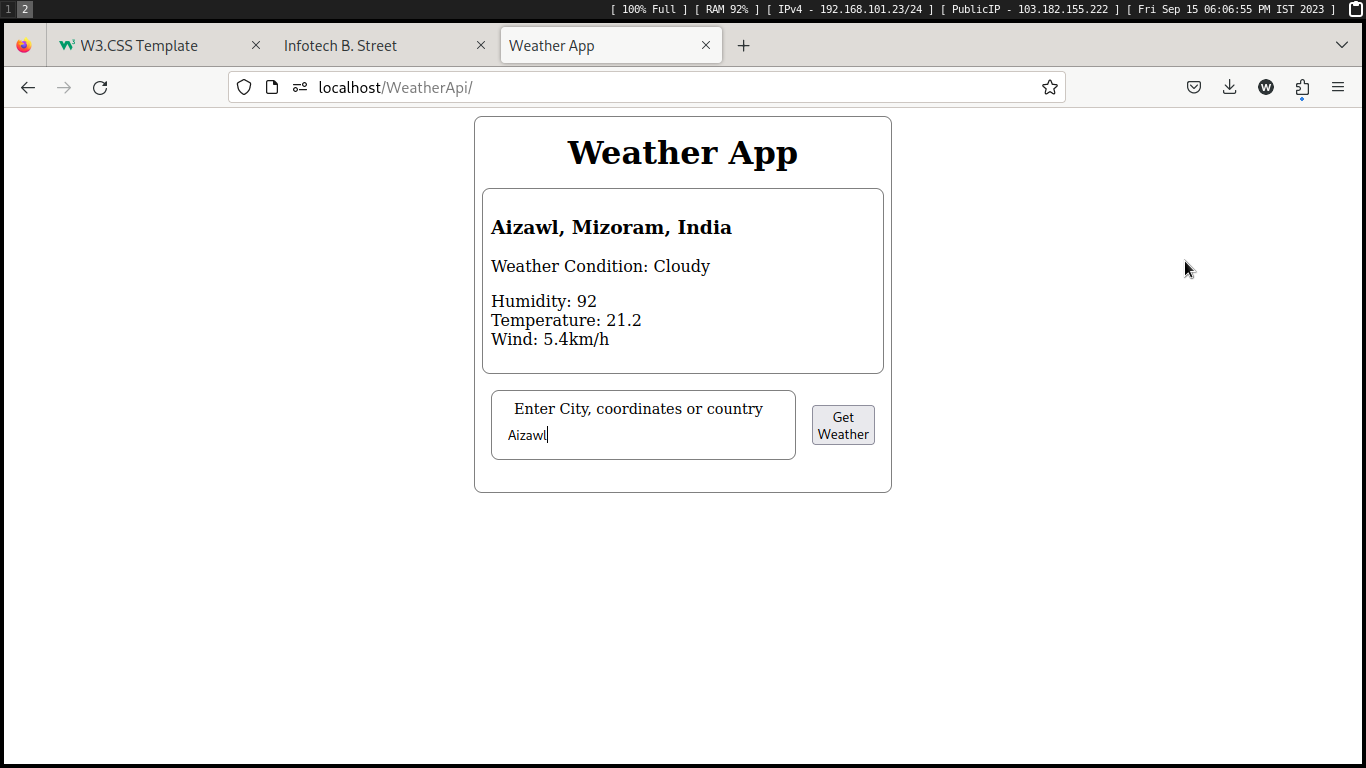 1 2 [ 100% Full ] [ RAM 92% ] [ IPv4 - 192.168.101.23/24 ] [ PublicIP - 103.182.155.222 ] [ Fri Sep 15 06:06:55 PM IST 2023 ]
W3.CSS Template Infotech B. Street Weather App
localhost/WeatherApi/
W
Weather App
Aizawl, Mizoram, India
Weather Condition: Cloudy
Humidity: 92
Temperature: 21.2
Wind: 5.4km/h
Enter City, coordinates or country
Aizawl
Get
Weather